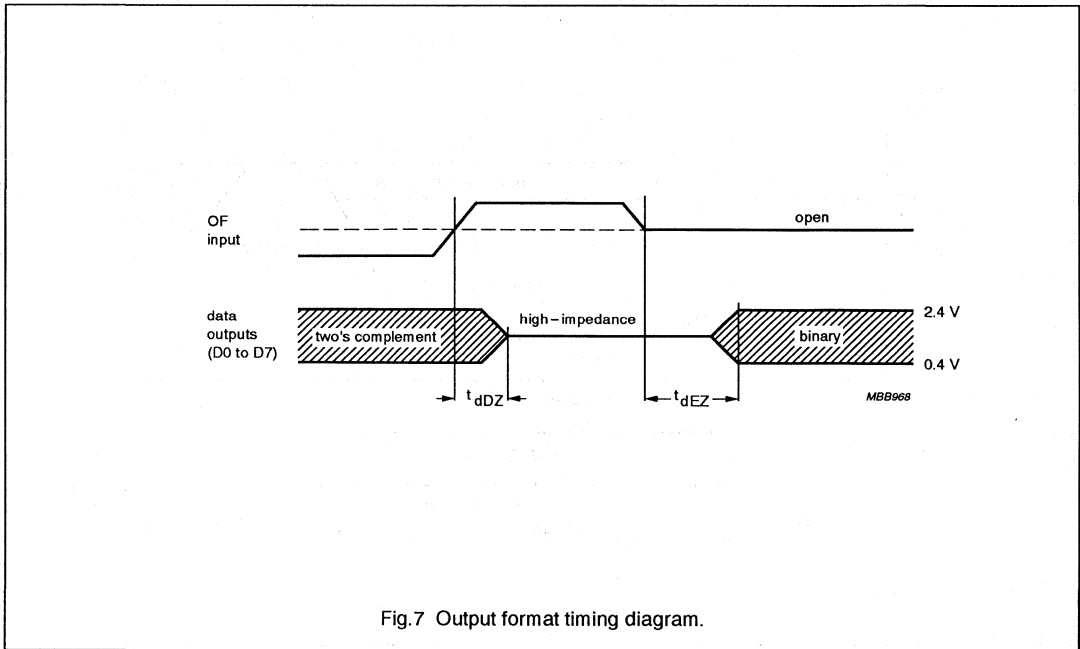 OF
input
open
data
outputs
(D0 to D7)
two's complement
high–impedance
binary
2.4 V
0.4 V
t dDZ
t dEZ
MBB968
Fig.7 Output format timing diagram.